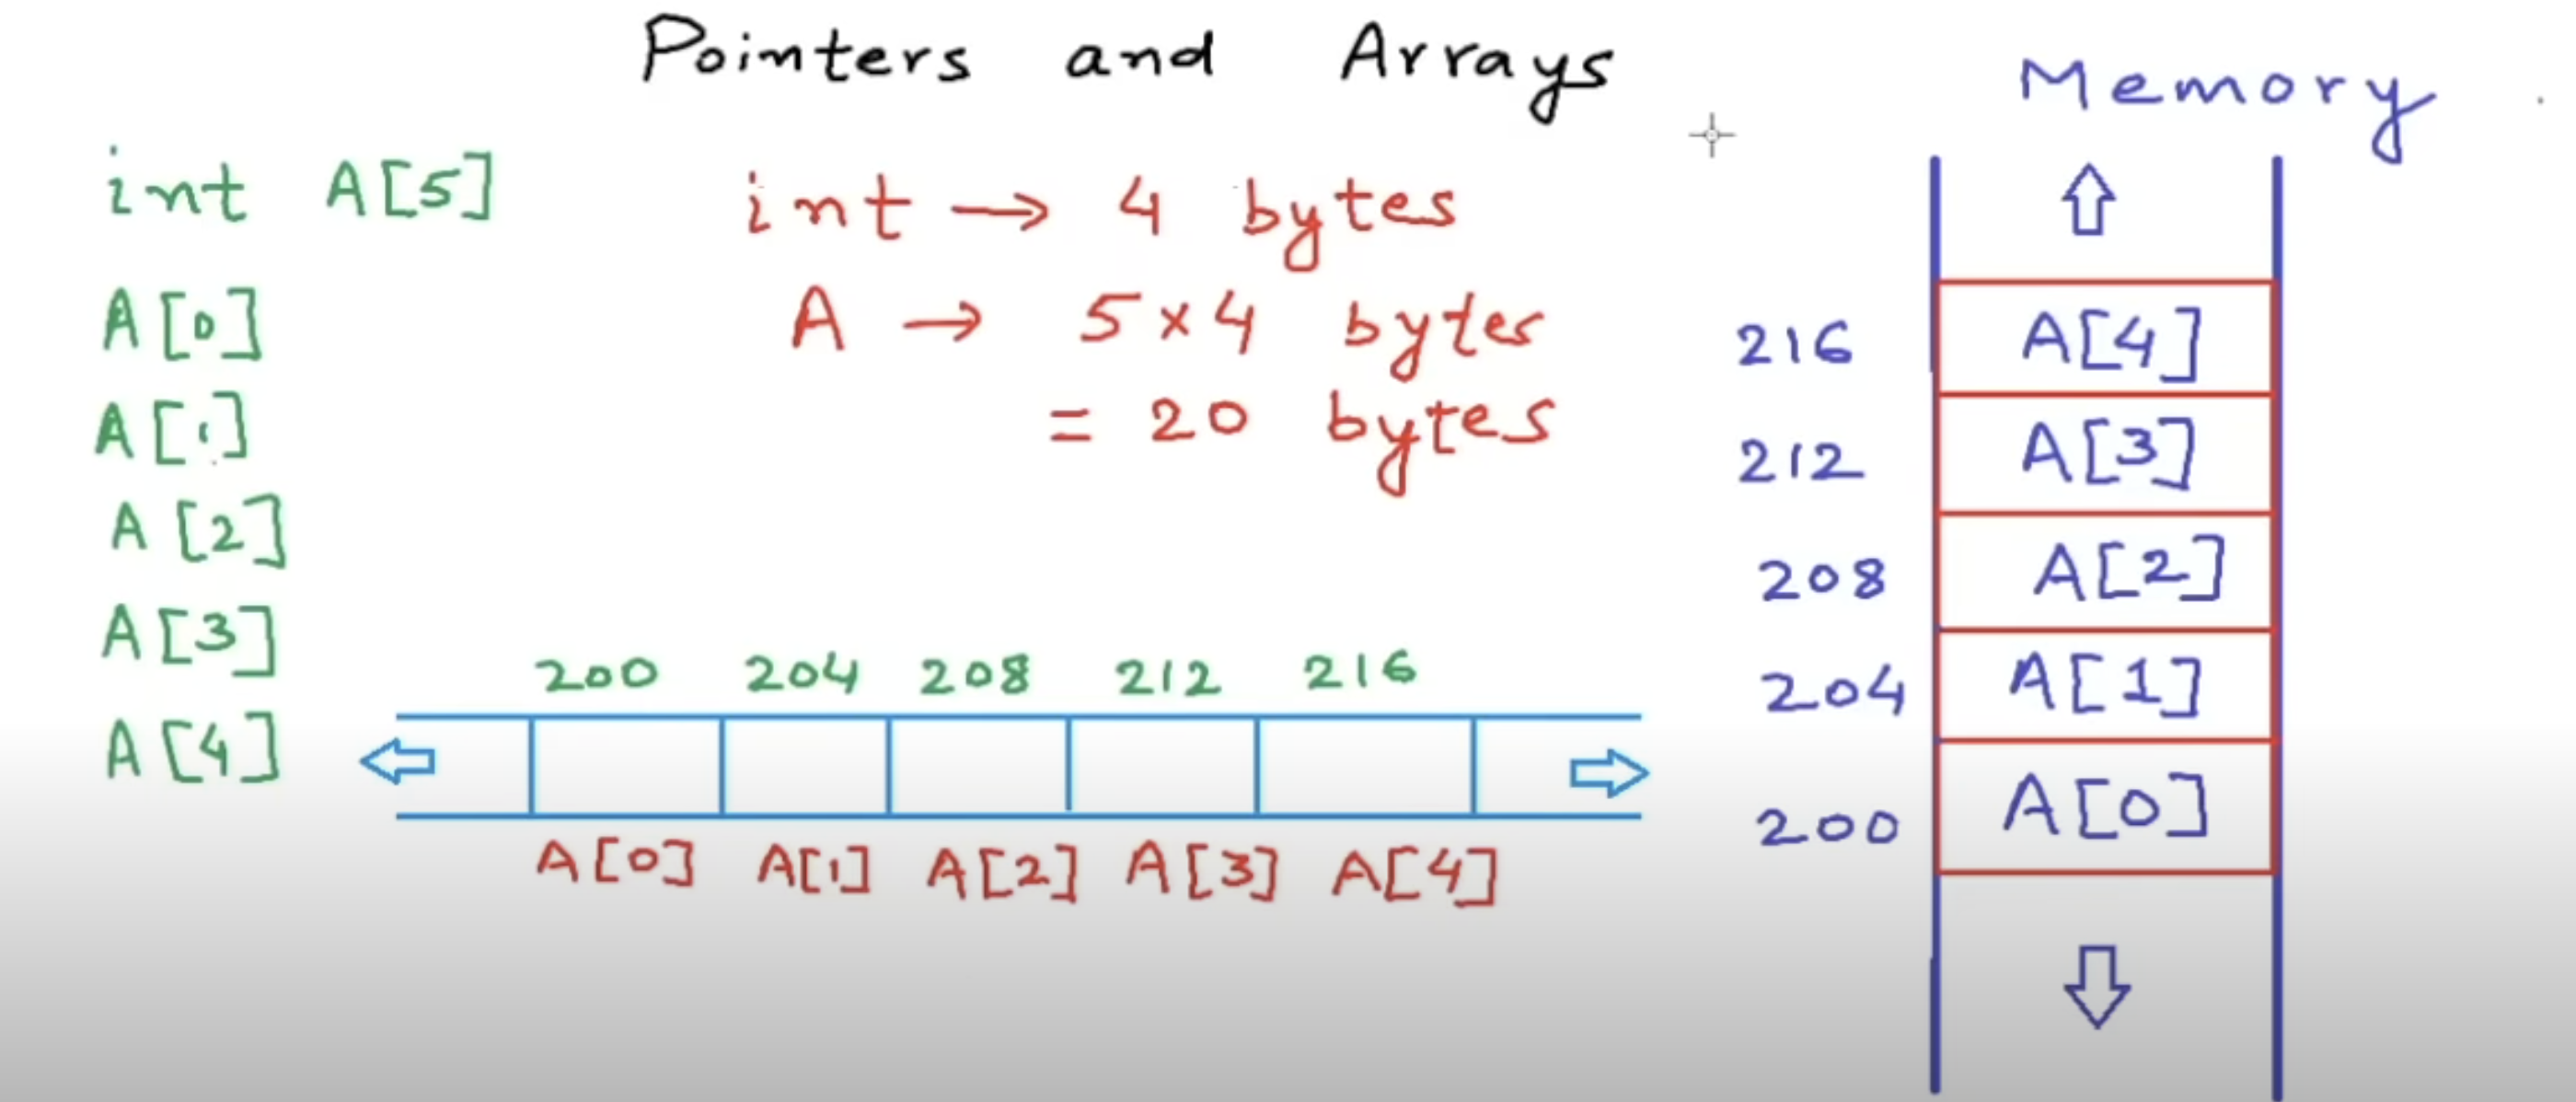 Pointers and Arrays
Memory
int A[5]
int → 4 bytes
A → 5 × 4 bytes
= 20 bytes
A[0]
A[1]
A[2]
A[3]
A[4]
200 204 208 212 216
A[0] A[1] A[2] A[3] A[4]
216 A[4]
212 A[3]
208 A[2]
204 A[1]
200 A[0]